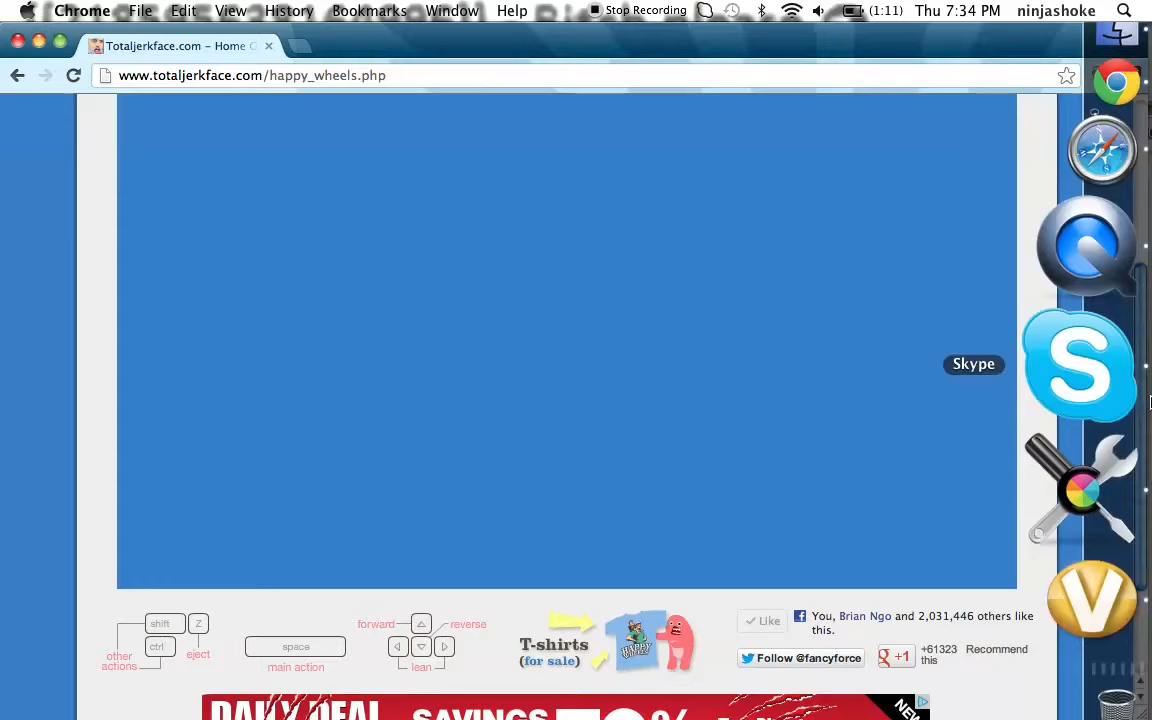 Chrome File Edit View History Bookmarks Window Help Stop Recording (1:11) Thu 7:34 PM ninjashoke
Totaljerkface.com – Home
www.totaljerkface.com/happy_wheels.php
Skype
shift Z
ctrl
other actions
eject
space
main action
forward
reverse
lean
T-shirts
(for sale)
HAPPY WHEELS
Like
You, Brian Ngo and 2,031,446 others like this.
Follow @fancyforce
+1
+61323 Recommend this
DAILY DEAL
SAVINGS
NEW